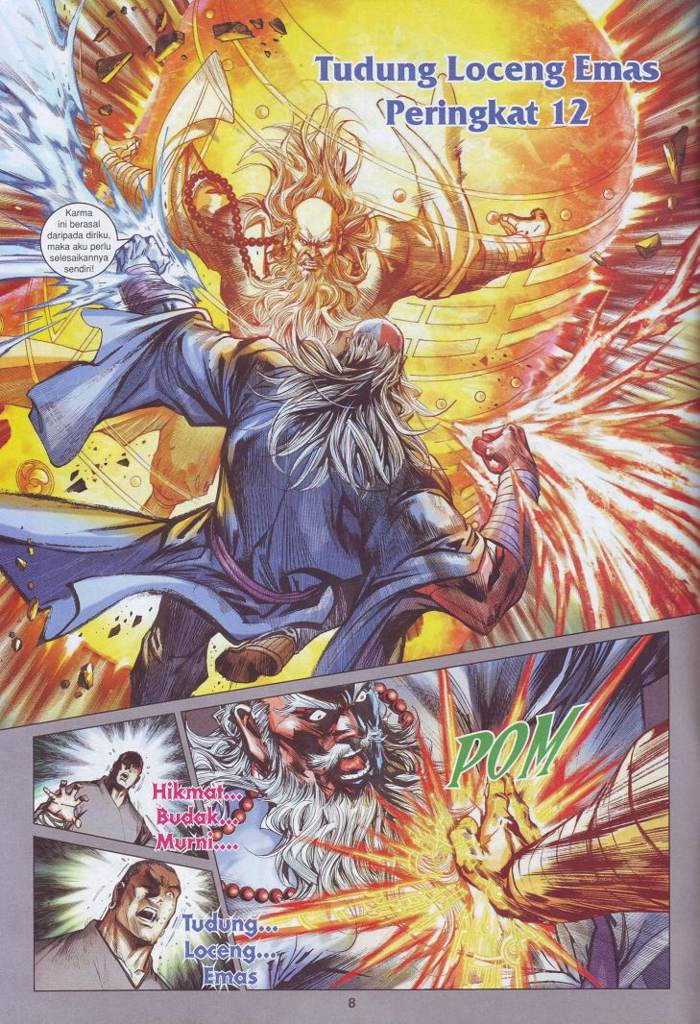 Tudung Loceng Emas
Peringkat 12
Karma
ini berasal
daripada diriku,
maka aku perlu
selesaikannya
sendiri!
POM
Hikmat...
Budak...
Murni....
Tudung...
Loceng...
Emas
8